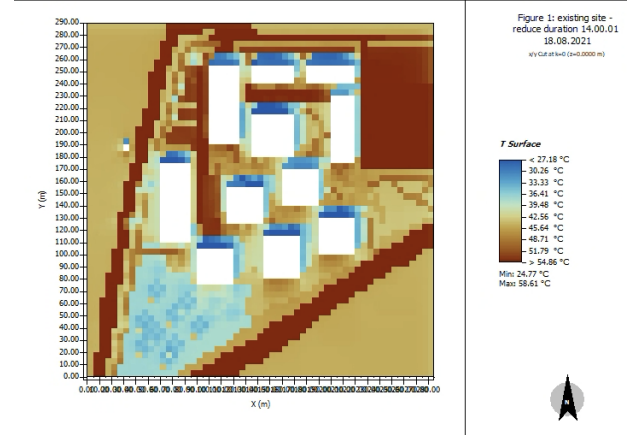 Figure 1: existing site -
reduce duration 14.00.01
18.08.2021
x/y Cut at k=0 (z=0.0000 m)
290.00
280.00
270.00
260.00
250.00
240.00
230.00
220.00
210.00
200.00
190.00
180.00
170.00
160.00
150.00
140.00
130.00
120.00
110.00
100.00
90.00
80.00
70.00
60.00
50.00
40.00
30.00
20.00
10.00
0.00
Y (m)
X (m)
T Surface
< 27.18 °C
30.26 °C
33.33 °C
36.41 °C
39.48 °C
42.56 °C
45.64 °C
48.71 °C
51.79 °C
> 54.86 °C
Min: 24.77 °C
Max: 58.61 °C
N